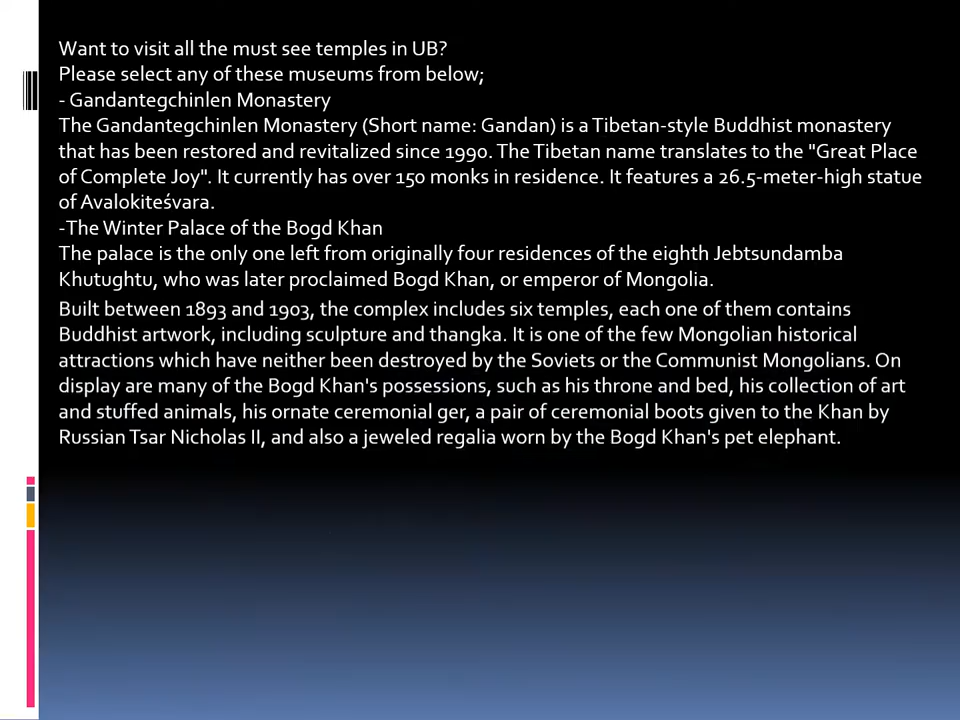 Want to visit all the must see temples in UB?
Please select any of these museums from below;
- Gandantegchinlen Monastery
The Gandantegchinlen Monastery (Short name: Gandan) is a Tibetan-style Buddhist monastery
that has been restored and revitalized since 1990. The Tibetan name translates to the "Great Place
of Complete Joy". It currently has over 150 monks in residence. It features a 26.5-meter-high statue
of Avalokiteśvara.
-The Winter Palace of the Bogd Khan
The palace is the only one left from originally four residences of the eighth Jebtsundamba
Khutughtu, who was later proclaimed Bogd Khan, or emperor of Mongolia.
Built between 1893 and 1903, the complex includes six temples, each one of them contains
Buddhist artwork, including sculpture and thangka. It is one of the few Mongolian historical
attractions which have neither been destroyed by the Soviets or the Communist Mongolians. On
display are many of the Bogd Khan's possessions, such as his throne and bed, his collection of art
and stuffed animals, his ornate ceremonial ger, a pair of ceremonial boots given to the Khan by
Russian Tsar Nicholas II, and also a jeweled regalia worn by the Bogd Khan's pet elephant.